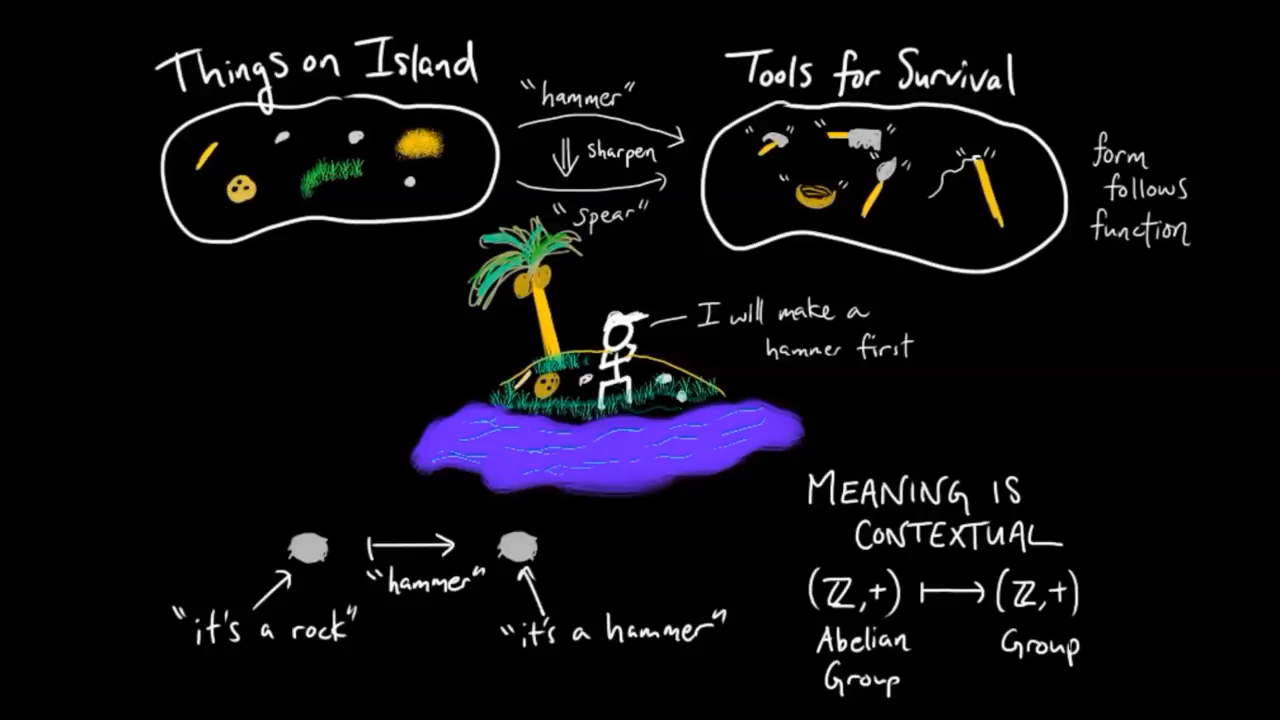 Things on Island
"hammer"
sharpen
"spear"
Tools for Survival
form
follows
function
I will make a
hammer first
MEANING IS
CONTEXTUAL
(ℤ,+) ⟼ (ℤ,+)
Abelian
Group
Group
"hammer"
"it's a rock"
"it's a hammer"